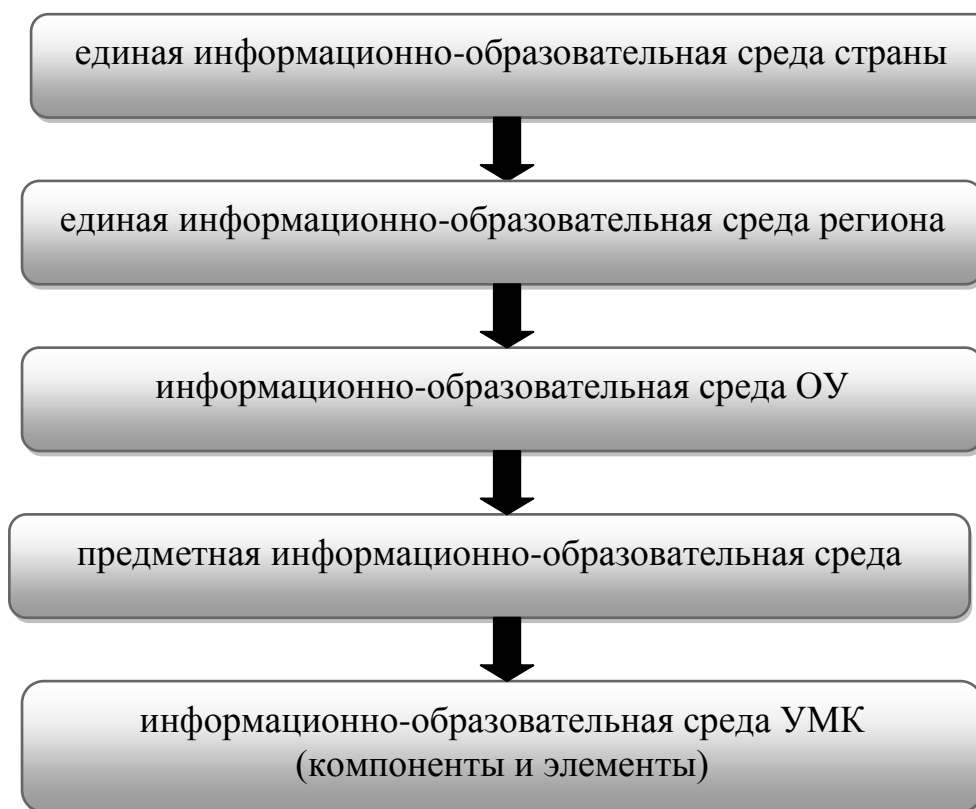 единая информационно-образовательная среда страны
единая информационно-образовательная среда региона
информационно-образовательная среда ОУ
предметная информационно-образовательная среда
информационно-образовательная среда УМК
(компоненты и элементы)